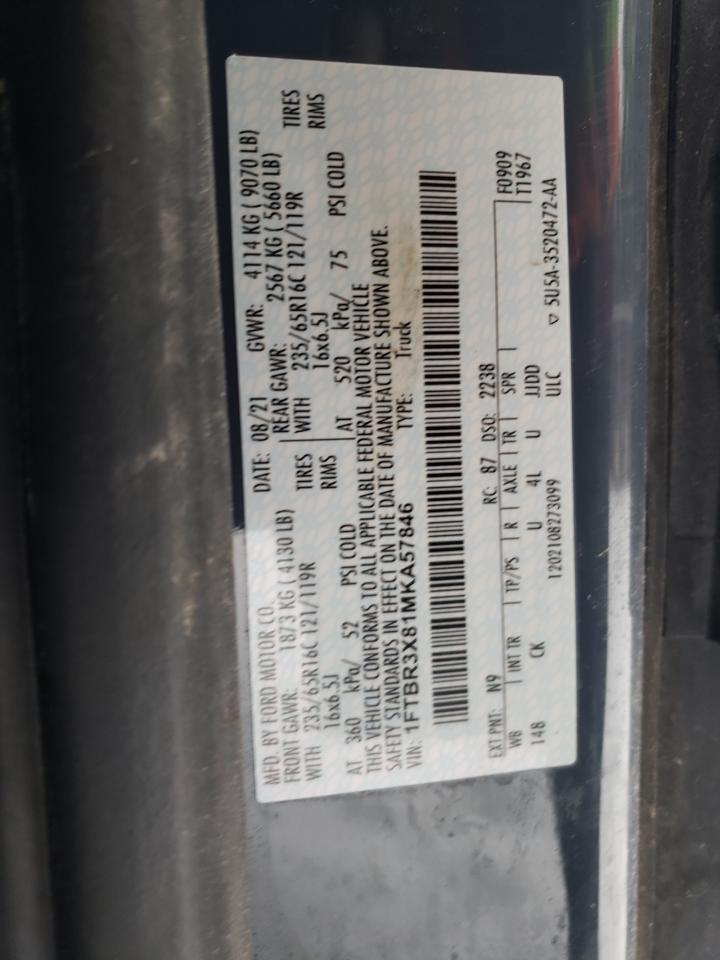 MFD. BY FORD MOTOR CO.
DATE: 08/21 GVWR: 4114 KG ( 9070 LB)
FRONT GAWR: 1873 KG ( 4130 LB) REAR GAWR: 2567 KG ( 5660 LB)
WITH 235/65R16C 121/119R TIRES WITH 235/65R16C 121/119R TIRES
16x6.5J RIMS 16x6.5J RIMS
AT 360 kPa/ 52 PSI COLD AT 520 kPa/ 75 PSI COLD
THIS VEHICLE CONFORMS TO ALL APPLICABLE FEDERAL MOTOR VEHICLE
SAFETY STANDARDS IN EFFECT ON THE DATE OF MANUFACTURE SHOWN ABOVE.
VIN: 1FTBR3X81MKA57846 TYPE: Truck
EXT PNT: N9 RC: 87 DSO: 2238 F0909
WB INT TR TP/PS R AXLE TR SPR T1967
148 CK U 4L U JJDD
1202108273099 ULC ▽ 5U5A-3520472-AA